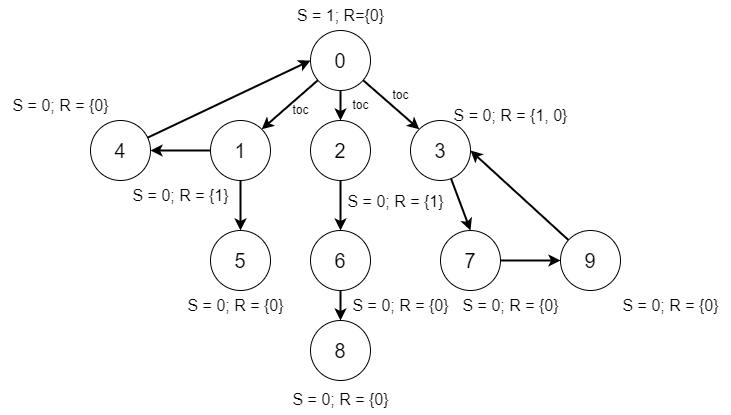 S = 1; R={0}
0
toc
toc
toc
S = 0; R = {0}
S = 0; R = {1, 0}
4
1
2
3
S = 0; R = {1}
S = 0; R = {1}
5
6
7
9
S = 0; R = {0}
S = 0; R = {0}
S = 0; R = {0}
S = 0; R = {0}
8
S = 0; R = {0}